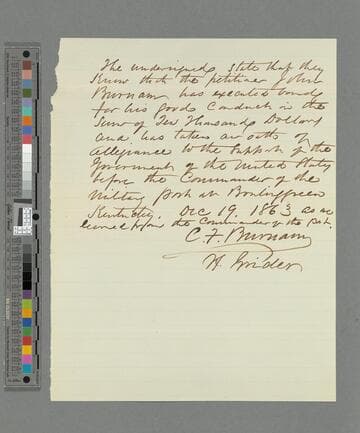 The undersigned, state that they
know that the petitioner John
Burnam has executed bond
for his good conduct in the
sum of Ten Thousand Dollars
and has taken an oath of
allegiance to the support of the
Government of the United States
before the Commander of the
Military Post at Bowlinggreen
Kentucky. Dec 19. 1863 as we
learned from the Commander of the Post.
C. F. Burnam
H. Grider